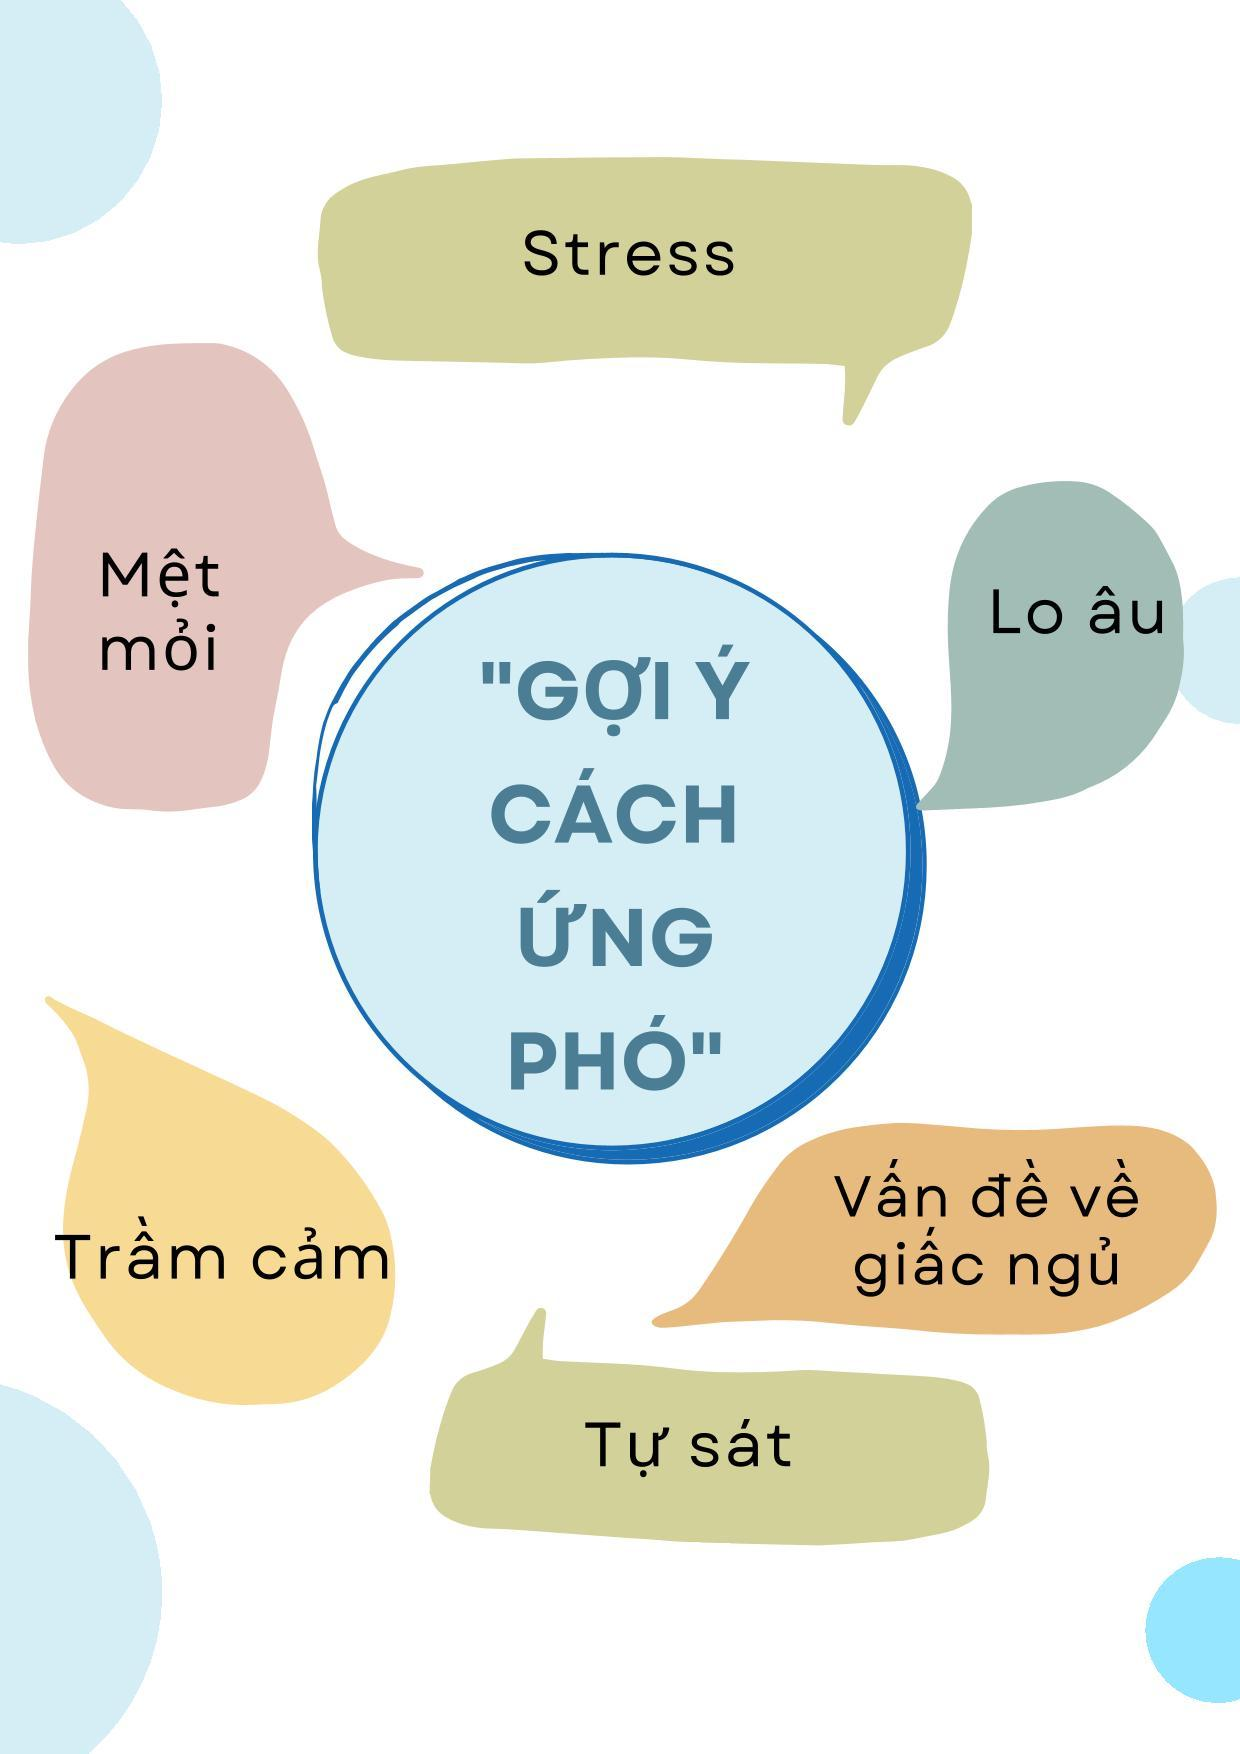 Stress
Mệt
mỏi
Lo âu
"GỢI Ý
CÁCH
ỨNG
PHÓ"
Trầm cảm
Vấn đề về
giấc ngủ
Tự sát